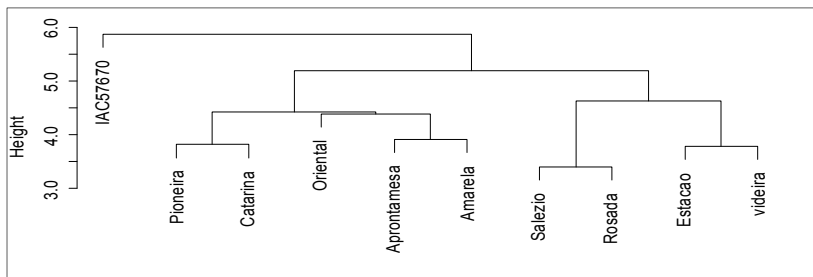 6.0
5.0
4.0
3.0
Height
IAC57670
Pioneira
Catarina
Oriental
Aprontamesa
Amarela
Salezio
Rosada
Estacao
videira